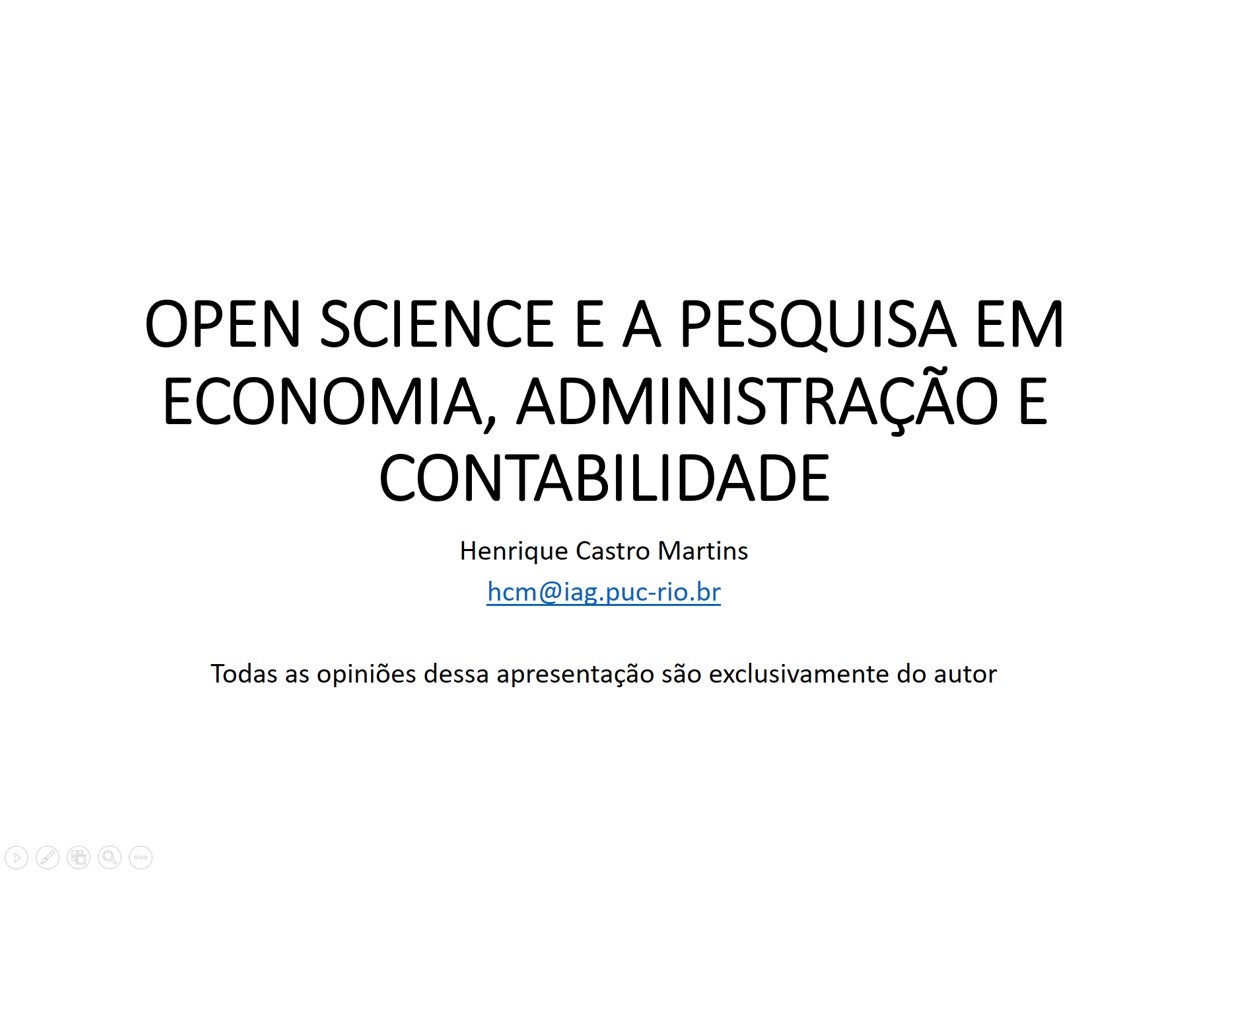 OPEN SCIENCE E A PESQUISA EM
ECONOMIA, ADMINISTRAÇÃO E
CONTABILIDADE
Henrique Castro Martins
hcm@iag.puc-rio.br
Todas as opiniões dessa apresentação são exclusivamente do autor